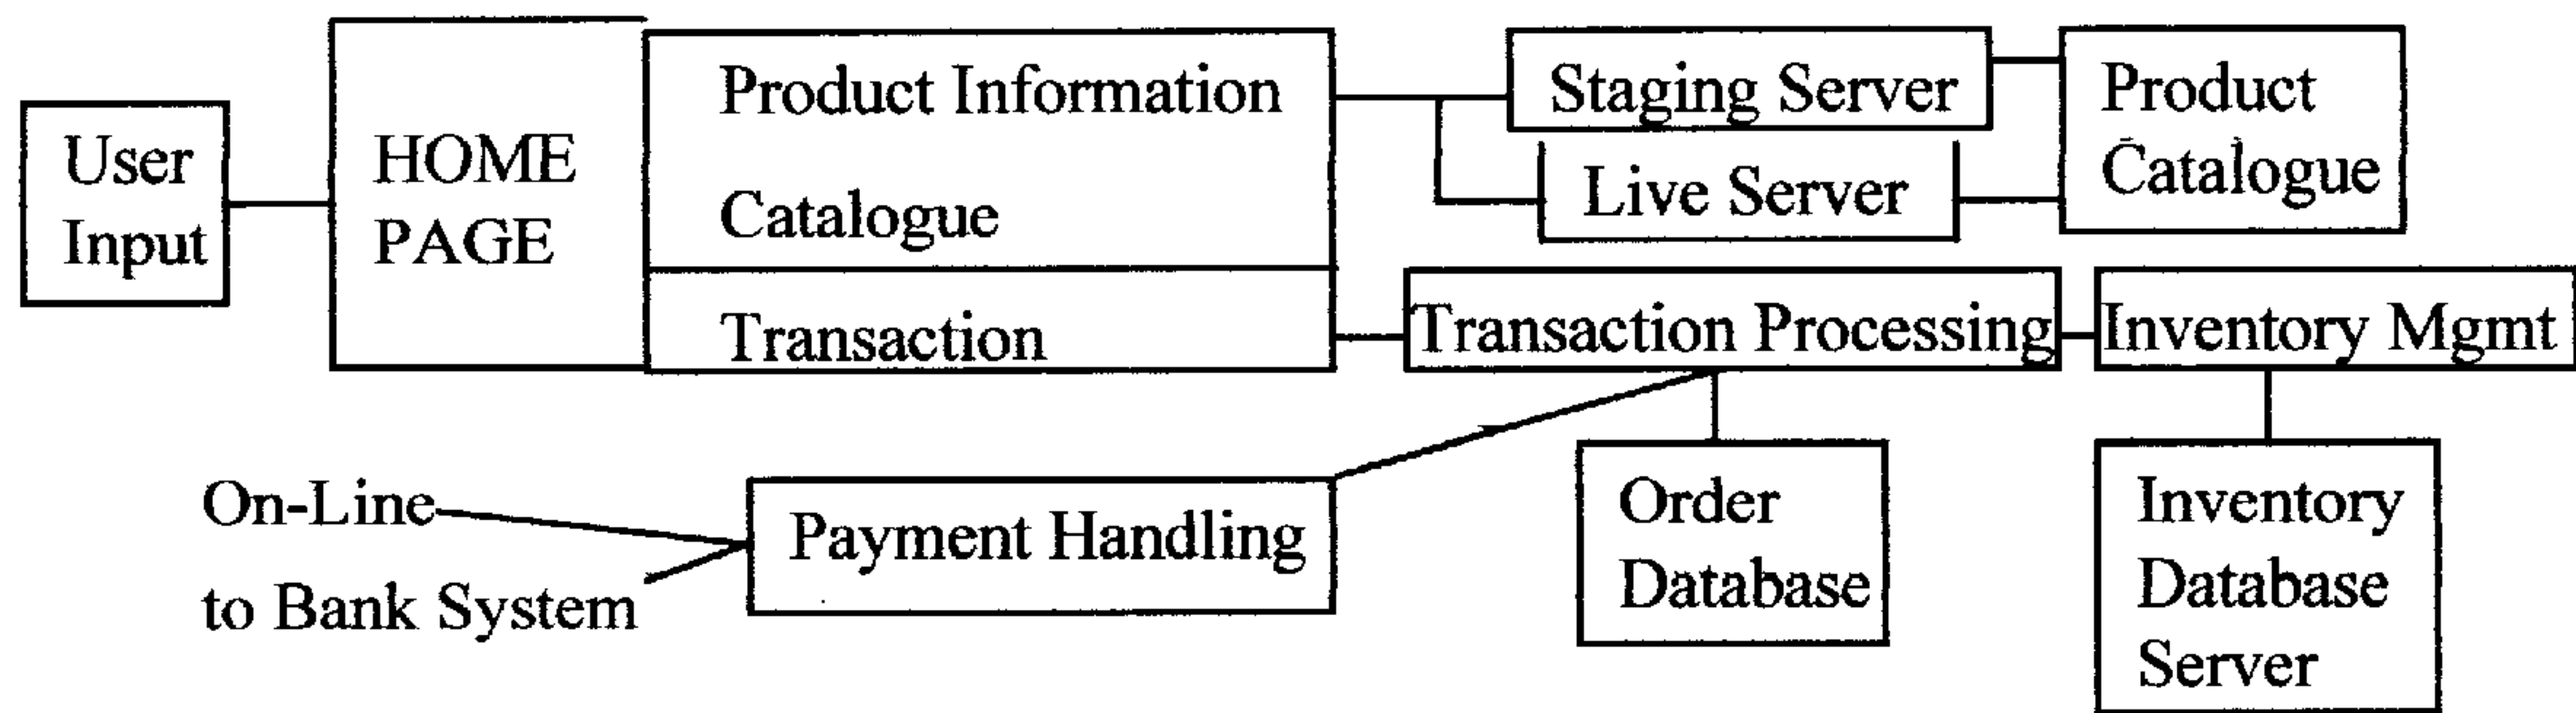 User
Input
HOME
PAGE
Product Information
Catalogue
Transaction
Staging Server
Live Server
Product
Catalogue
Transaction Processing
Inventory Mgmt
On-Line
to Bank System
Payment Handling
Order
Database
Inventory
Database
Server